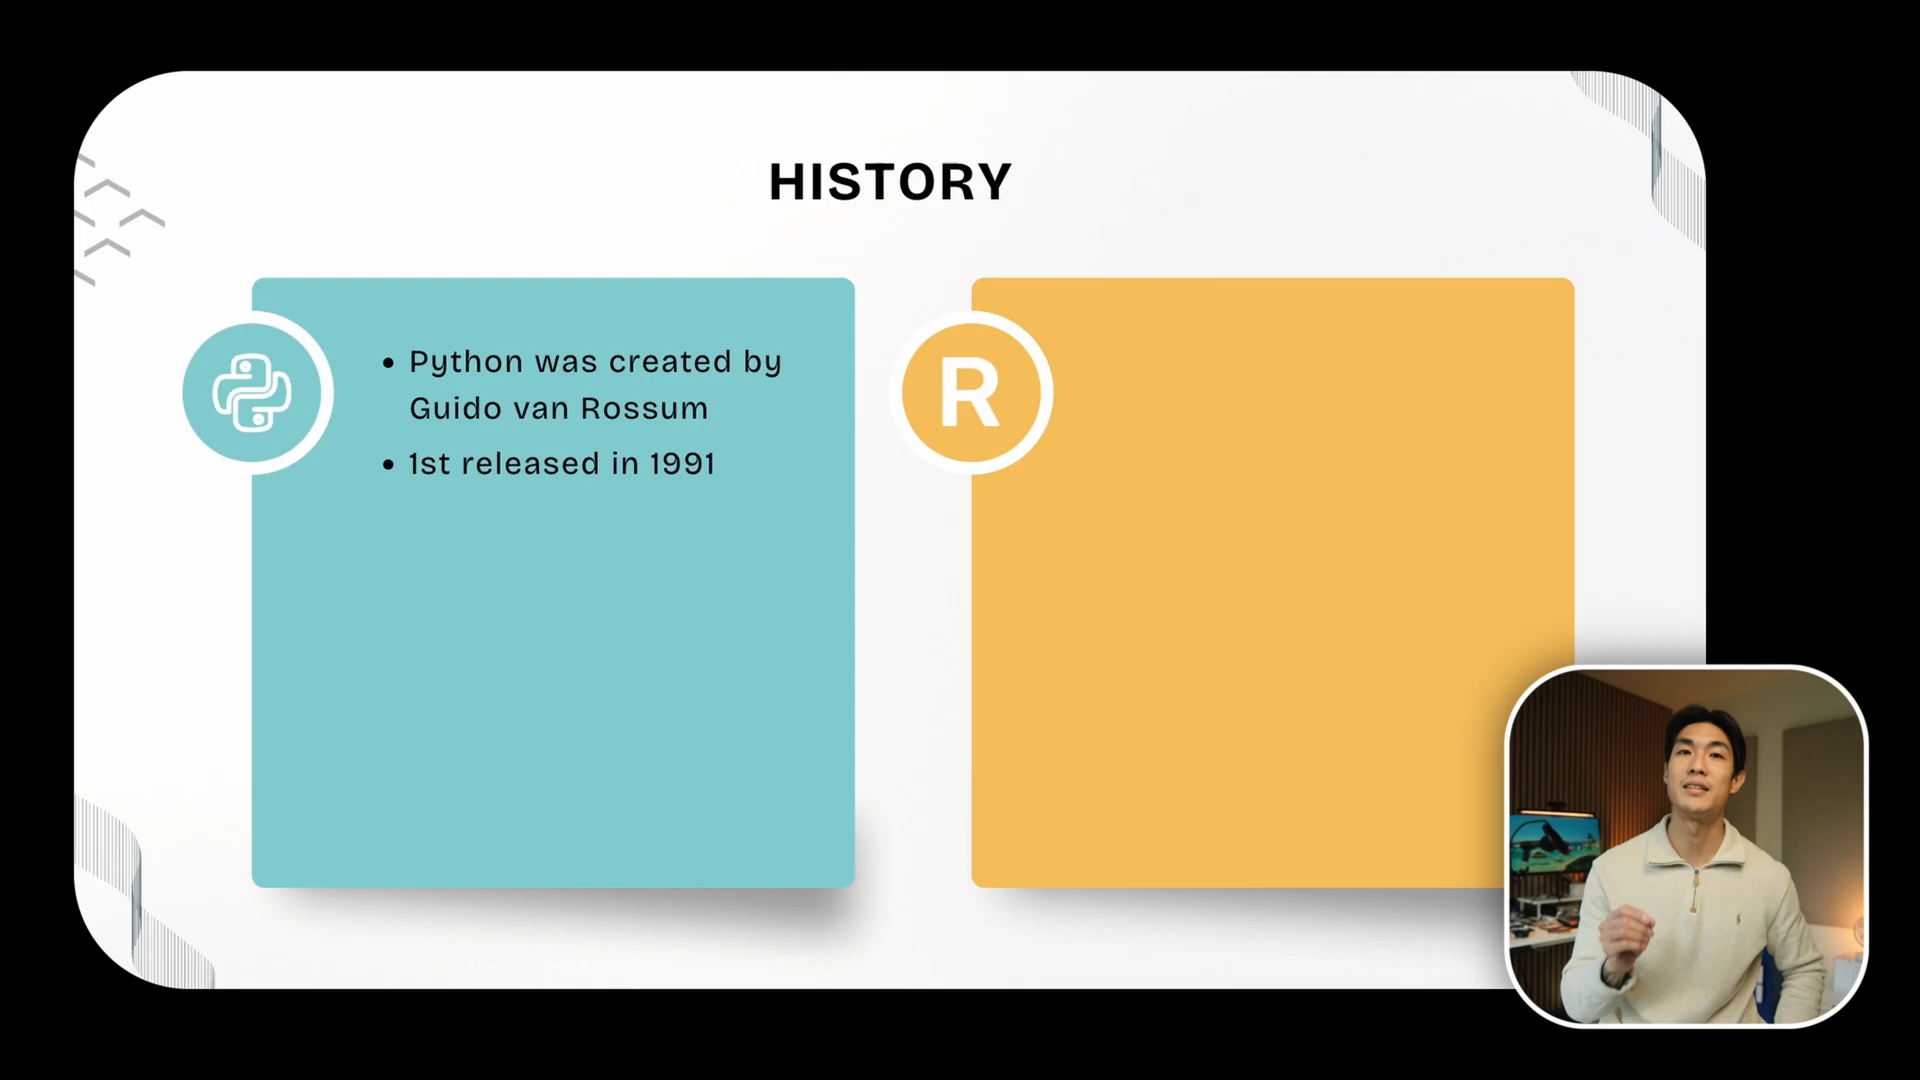 HISTORY
• Python was created by
Guido van Rossum
• 1st released in 1991
R